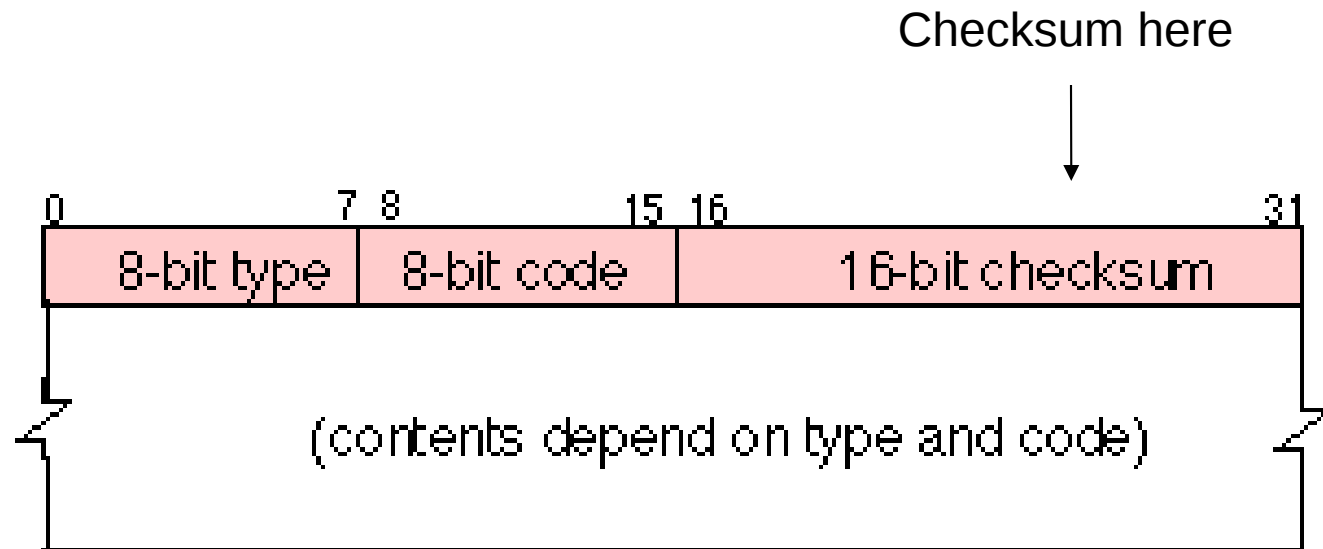 Checksum here
0 7 8 15 16 31
8-bit type 8-bit code 16-bit checksum
(contents depend on type and code)